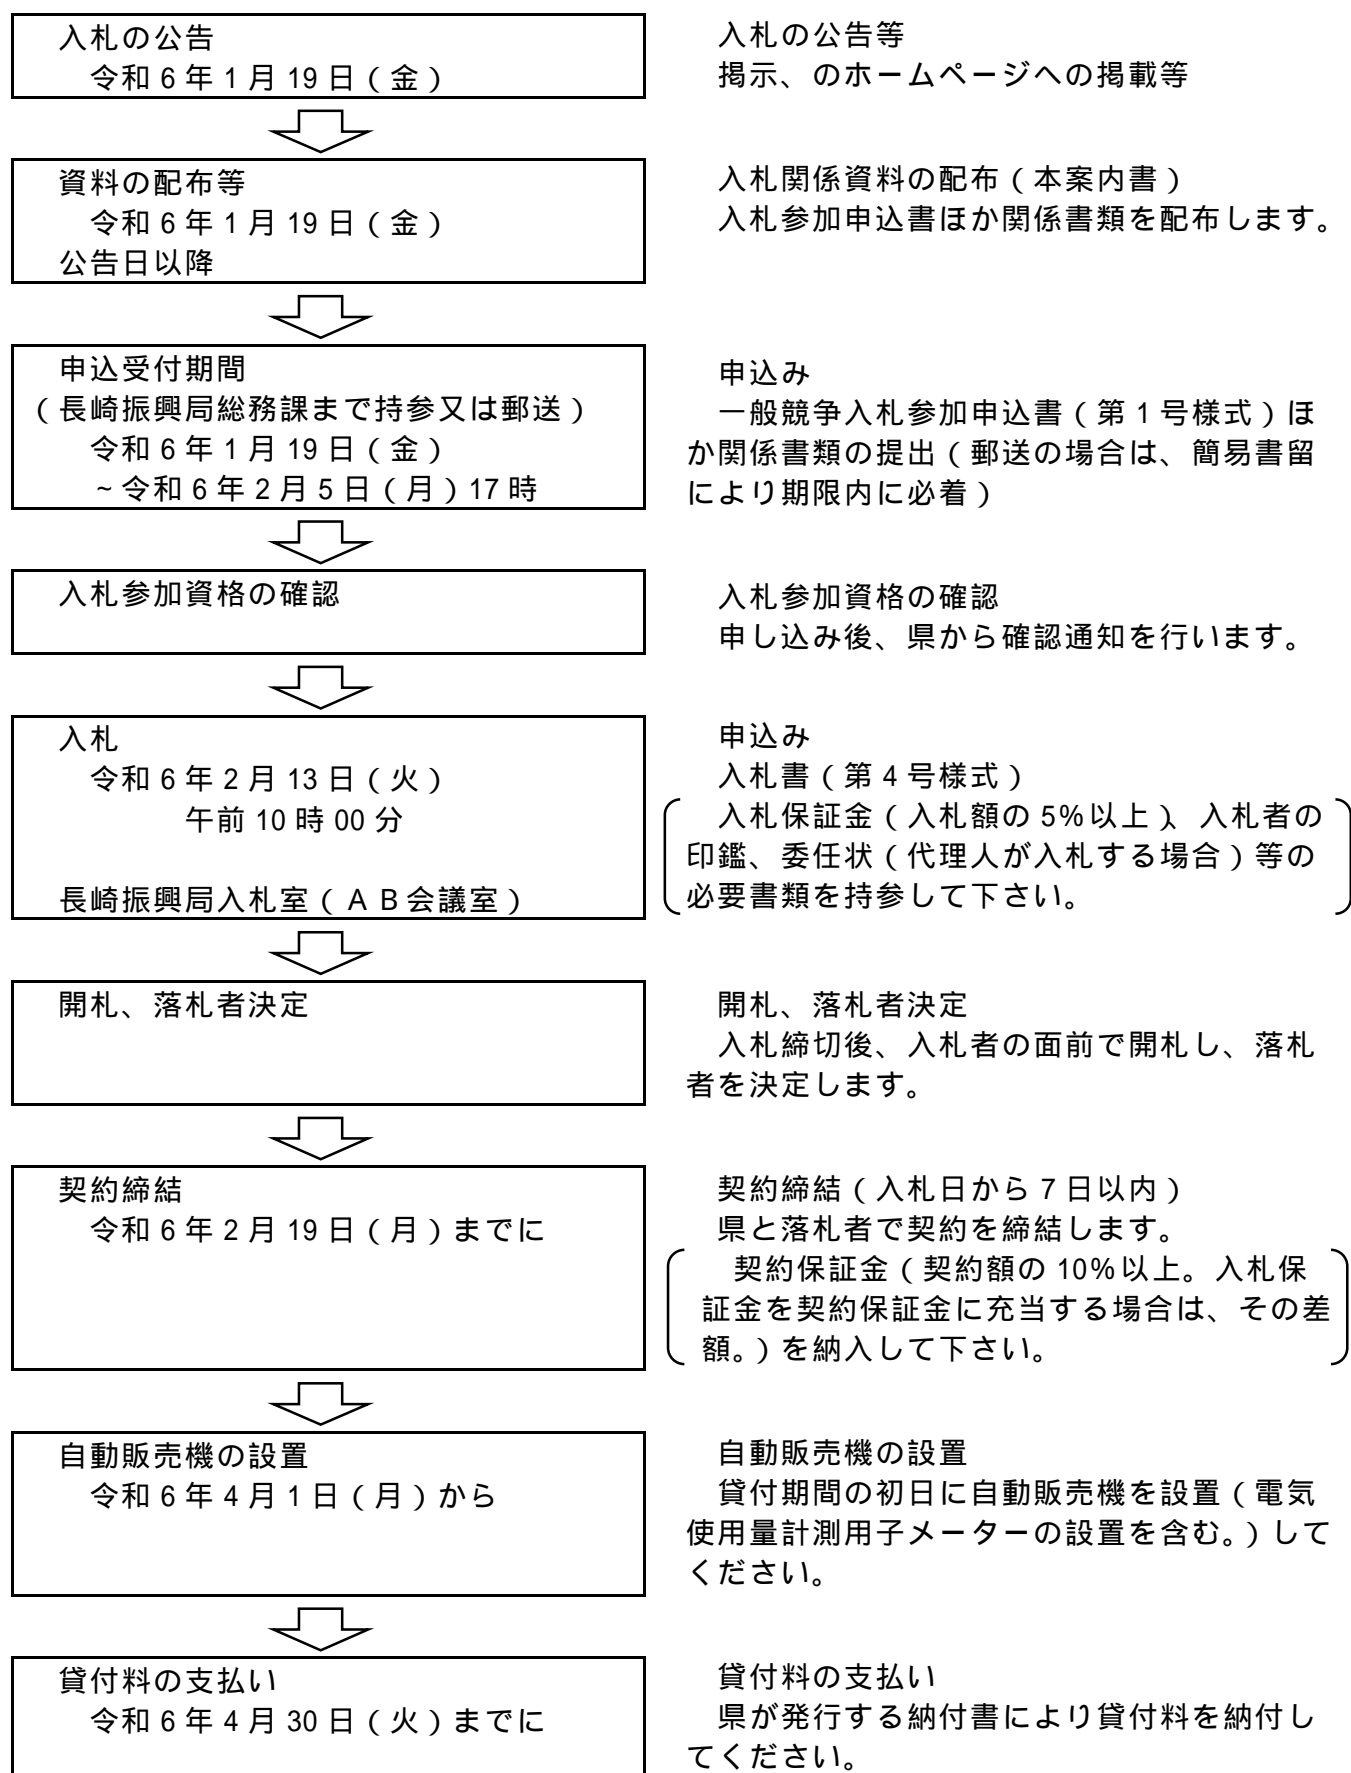 入札の公告
令和6年1月19日(金)
入札の公告等
掲示、のホームページへの掲載等
資料の配布等
令和6年1月19日(金)
公告日以降
入札関係資料の配布(本案内書)
入札参加申込書ほか関係書類を配布します。
申込受付期間
(長崎振興局総務課まで持参又は郵送)
令和6年1月19日(金)
~令和6年2月5日(月)17時
申込み
一般競争入札参加申込書(第1号様式)ほ
か関係書類の提出(郵送の場合は、簡易書留
により期限内に必着)
入札参加資格の確認
入札参加資格の確認
申し込み後、県から確認通知を行います。
入札
令和6年2月13日(火)
午前10時00分
長崎振興局入札室(AB会議室)
申込み
入札書(第4号様式)
入札保証金(入札額の5%以上)、入札者の
印鑑、委任状(代理人が入札する場合)等の
必要書類を持参して下さい。
開札、落札者決定
開札、落札者決定
入札締切後、入札者の面前で開札し、落札
者を決定します。
契約締結
令和6年2月19日(月)までに
契約締結(入札日から7日以内)
県と落札者で契約を締結します。
契約保証金(契約額の10%以上。入札保
証金を契約保証金に充当する場合は、その差
額。)を納入して下さい。
自動販売機の設置
令和6年4月1日(月)から
自動販売機の設置
貸付期間の初日に自動販売機を設置(電気
使用量計測用子メーターの設置を含む。)して
ください。
貸付料の支払い
令和6年4月30日(火)までに
貸付料の支払い
県が発行する納付書により貸付料を納付し
てください。